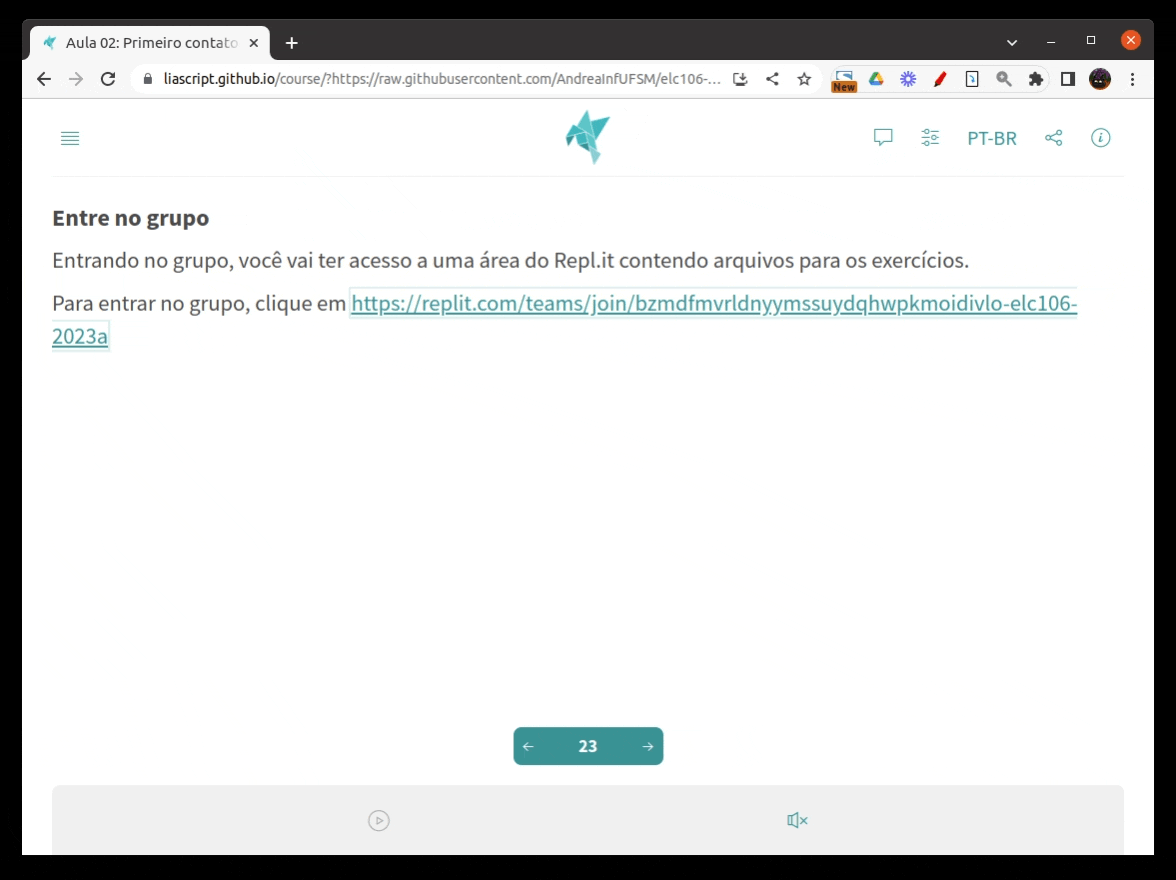 Aula 02: Primeiro contato
liascript.github.io/course/?https://raw.githubusercontent.com/AndreaInfUFSM/elc106-...
New
PT-BR
Entre no grupo
Entrando no grupo, você vai ter acesso a uma área do Repl.it contendo arquivos para os exercícios.
Para entrar no grupo, clique em https://replit.com/teams/join/bzmdfmvrldnyymssuydqhwpkmoidivlo-elc106-
2023a
23